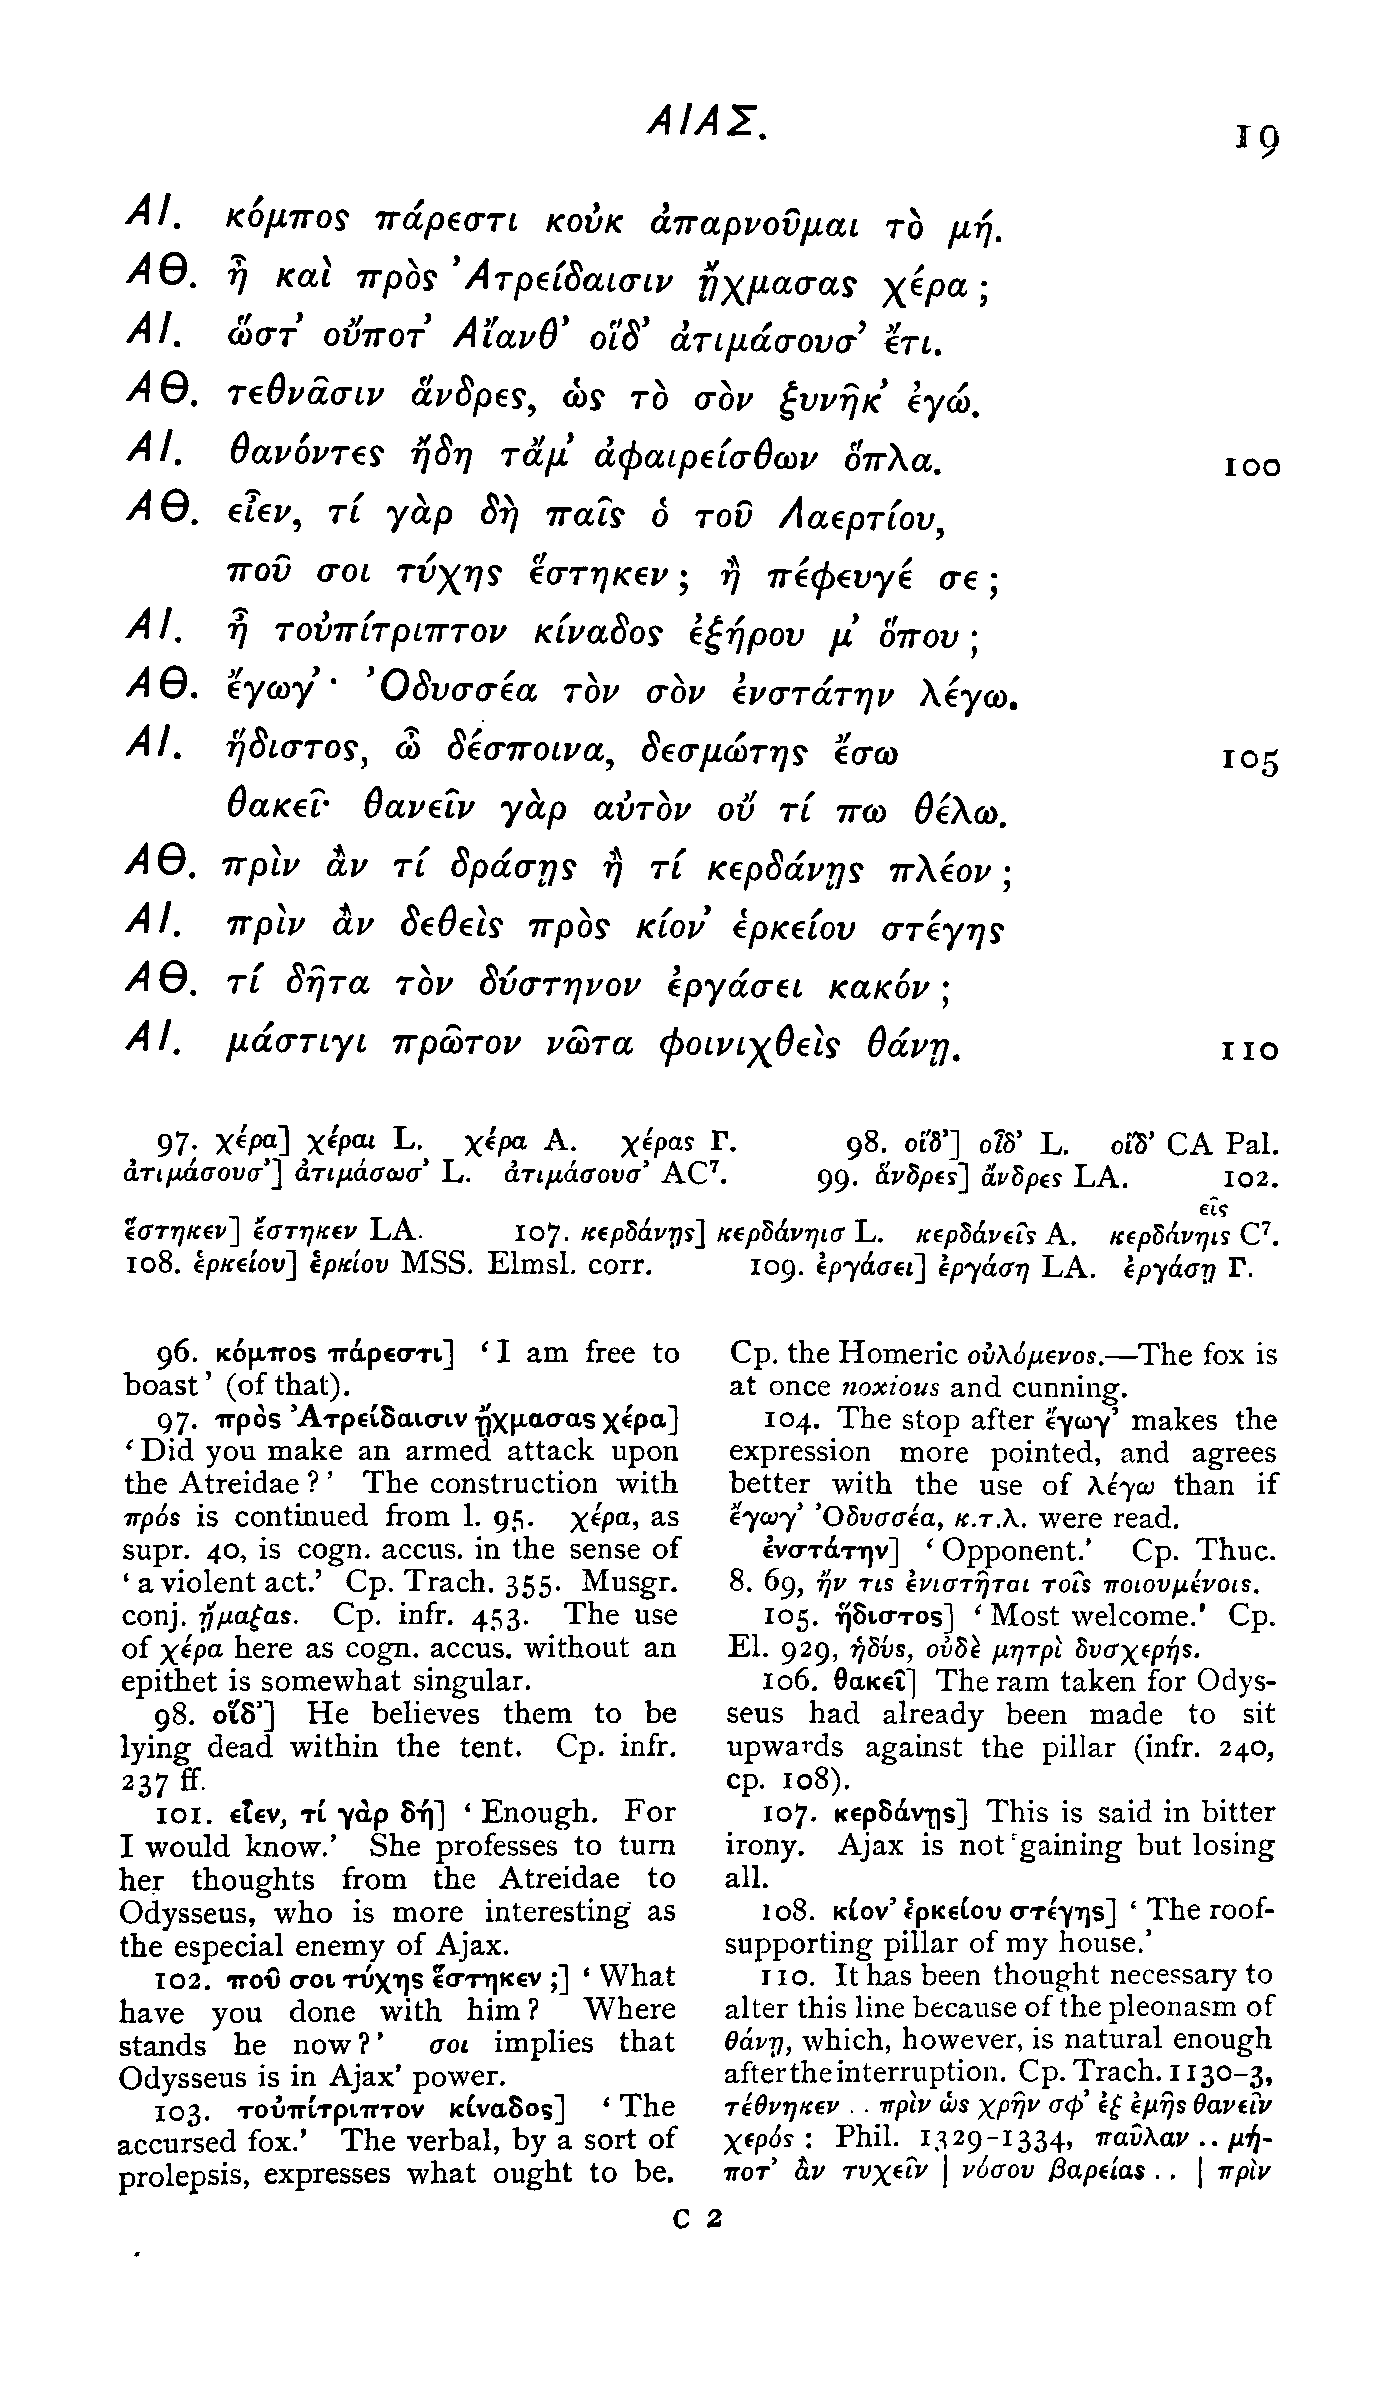 ΑΙΑΣ.
19
ΑΙ. κόμπος πάρεστι κοὐκ ἀπαρνοῦμαι τὸ μή.
ΑΘ. ἦ καὶ πρὸς Ἀτρείδαισιν ᾔχμασας χέρα ;
ΑΙ. ὥστ’ οὔποτ’ Αἴανθ’ οἵδ’ ἀτιμάσουσ’ ἔτι.
ΑΘ. τεθνᾶσιν ἅνδρες, ὡς τὸ σὸν ξυνῆκ’ ἐγώ.
ΑΙ. θανόντες ἤδη τἄμ’ ἀφαιρείσθων ὅπλα. 100
ΑΘ. εἶεν, τί γὰρ δὴ παῖς ὁ τοῦ Λαερτίου,
ποῦ σοι τύχης ἕστηκεν ; ἢ πέφευγέ σε ;
ΑΙ. ἦ τοὐπίτριπτον κίναδος ἐξήρου μ’ ὅπου ;
ΑΘ. ἔγωγ’· Ὀδυσσέα τὸν σὸν ἐνστάτην λέγω.
ΑΙ. ἥδιστος, ὦ δέσποινα, δεσμώτης ἔσω 105
θακεῖ· θανεῖν γὰρ αὐτὸν οὔ τί πω θέλω.
ΑΘ. πρὶν ἂν τί δράσῃς ἢ τί κερδάνῃς πλέον ;
ΑΙ. πρὶν ἂν δεθεὶς πρὸς κίον’ ἑρκείου στέγης
ΑΘ. τί δῆτα τὸν δύστηνον ἐργάσει κακόν ;
ΑΙ. μάστιγι πρῶτον νῶτα φοινιχθεὶς θάνῃ. 110
97. χέρα] χέραι L. χέρα A. χέρας Γ. 98. οἵδ’] οἶδ’ L. οἵδ’ CA Pal.
ἀτιμάσουσ’] ἀτιμάσωσ’ L. ἀτιμάσουσ’ AC⁷. 99. ἅνδρες] ἄνδρες LA. 102.
εῖς
ἕστηκεν] ἔστηκεν LA. 107. κερδάνῃς] κερδάνηισ L. κερδάνεῖς A. κερδάνηις C⁷.
108. ἑρκείου] ἑρκίου MSS. Elmsl. corr. 109. ἐργάσει] ἐργάση LA. ἐργάσῃ Γ.
96. κόμπος πάρεστι] ‘I am free to
boast’ (of that).
97. πρὸς Ἀτρείδαισιν ᾔχμασας χέρα]
‘Did you make an armed attack upon
the Atreidae?’ The construction with
πρός is continued from l. 95. χέρα, as
supr. 40, is cogn. accus. in the sense of
‘a violent act.’ Cp. Trach. 355. Musgr.
conj. ᾕμαξας. Cp. infr. 453. The use
of χέρα here as cogn. accus. without an
epithet is somewhat singular.
98. οἵδ’] He believes them to be
lying dead within the tent. Cp. infr.
237 ff.
101. εἶεν, τί γὰρ δή] ‘Enough. For
I would know.’ She professes to turn
her thoughts from the Atreidae to
Odysseus, who is more interesting as
the especial enemy of Ajax.
102. ποῦ σοι τύχης ἕστηκεν ;] ‘What
have you done with him? Where
stands he now?’ σοι implies that
Odysseus is in Ajax’ power.
103. τοὐπίτριπτον κίναδος] ‘The
accursed fox.’ The verbal, by a sort of
prolepsis, expresses what ought to be.
Cp. the Homeric οὐλόμενος.—The fox is
at once noxious and cunning.
104. The stop after ἔγωγ’ makes the
expression more pointed, and agrees
better with the use of λέγω than if
ἔγωγ’ Ὀδυσσέα, κ.τ.λ. were read.
ἐνστάτην] ‘Opponent.’ Cp. Thuc.
8. 69, ἤν τις ἐνιστῆται τοῖς ποιουμένοις.
105. ἥδιστος] ‘Most welcome.’ Cp.
El. 929, ἡδύς, οὐδὲ μητρὶ δυσχερής.
106. θακεῖ] The ram taken for Odys-
seus had already been made to sit
upwards against the pillar (infr. 240,
cp. 108).
107. κερδάνῃς] This is said in bitter
irony. Ajax is not gaining but losing
all.
108. κίον’ ἑρκείου στέγης] ‘The roof-
supporting pillar of my house.’
110. It has been thought necessary to
alter this line because of the pleonasm of
θάνῃ, which, however, is natural enough
after the interruption. Cp. Trach. 1130-3,
τέθνηκεν . . πρὶν ὡς χρῆν σφ’ ἐξ ἐμῆς θανεῖν
χερός : Phil. 1329-1334, παῦλαν . . μή-
ποτ’ ἂν τυχεῖν | νόσου βαρείας . . | πρὶν
C 2